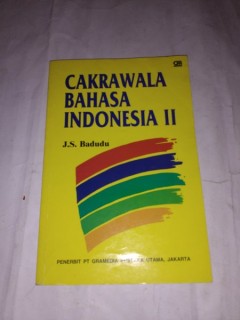 CAKRAWALA
BAHASA
INDONESIA II
J.S. Badudu
PENERBIT PT GRAMEDIA UTAMA, JAKARTA